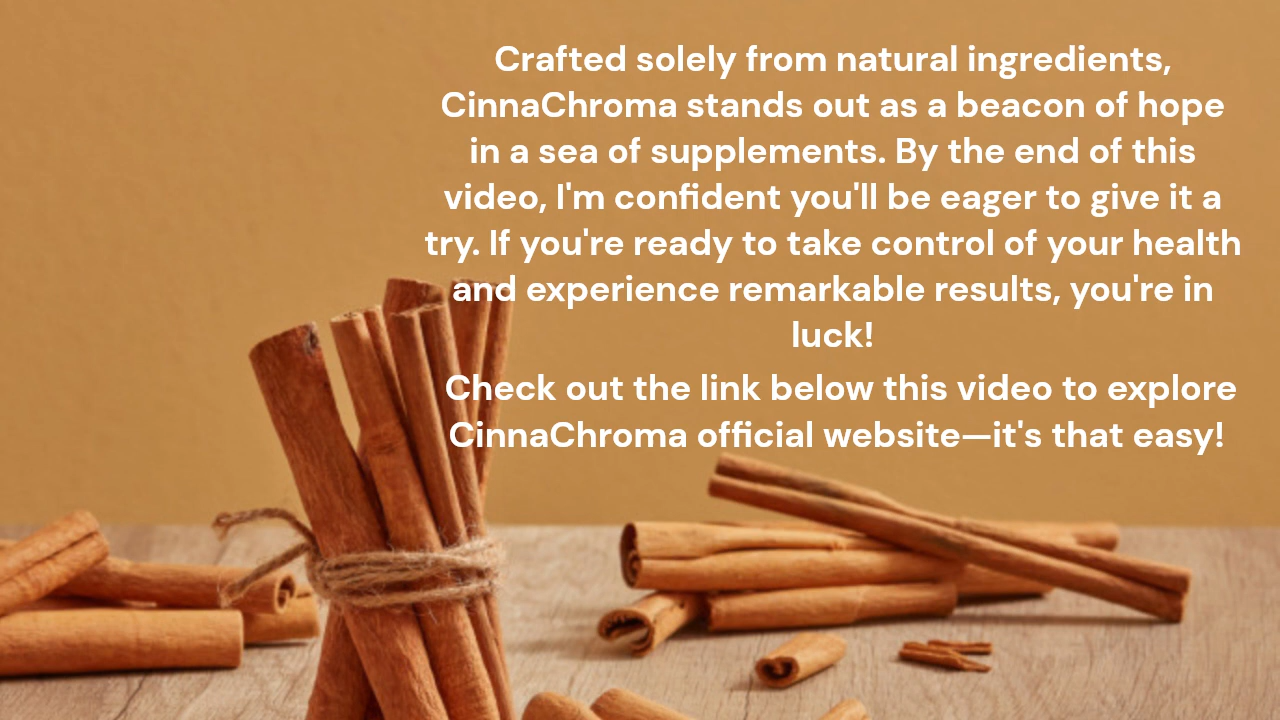 Crafted solely from natural ingredients,
CinnaChroma stands out as a beacon of hope
in a sea of supplements. By the end of this
video, I'm confident you'll be eager to give it a
try. If you're ready to take control of your health
and experience remarkable results, you're in
luck!
Check out the link below this video to explore
CinnaChroma official website—it's that easy!